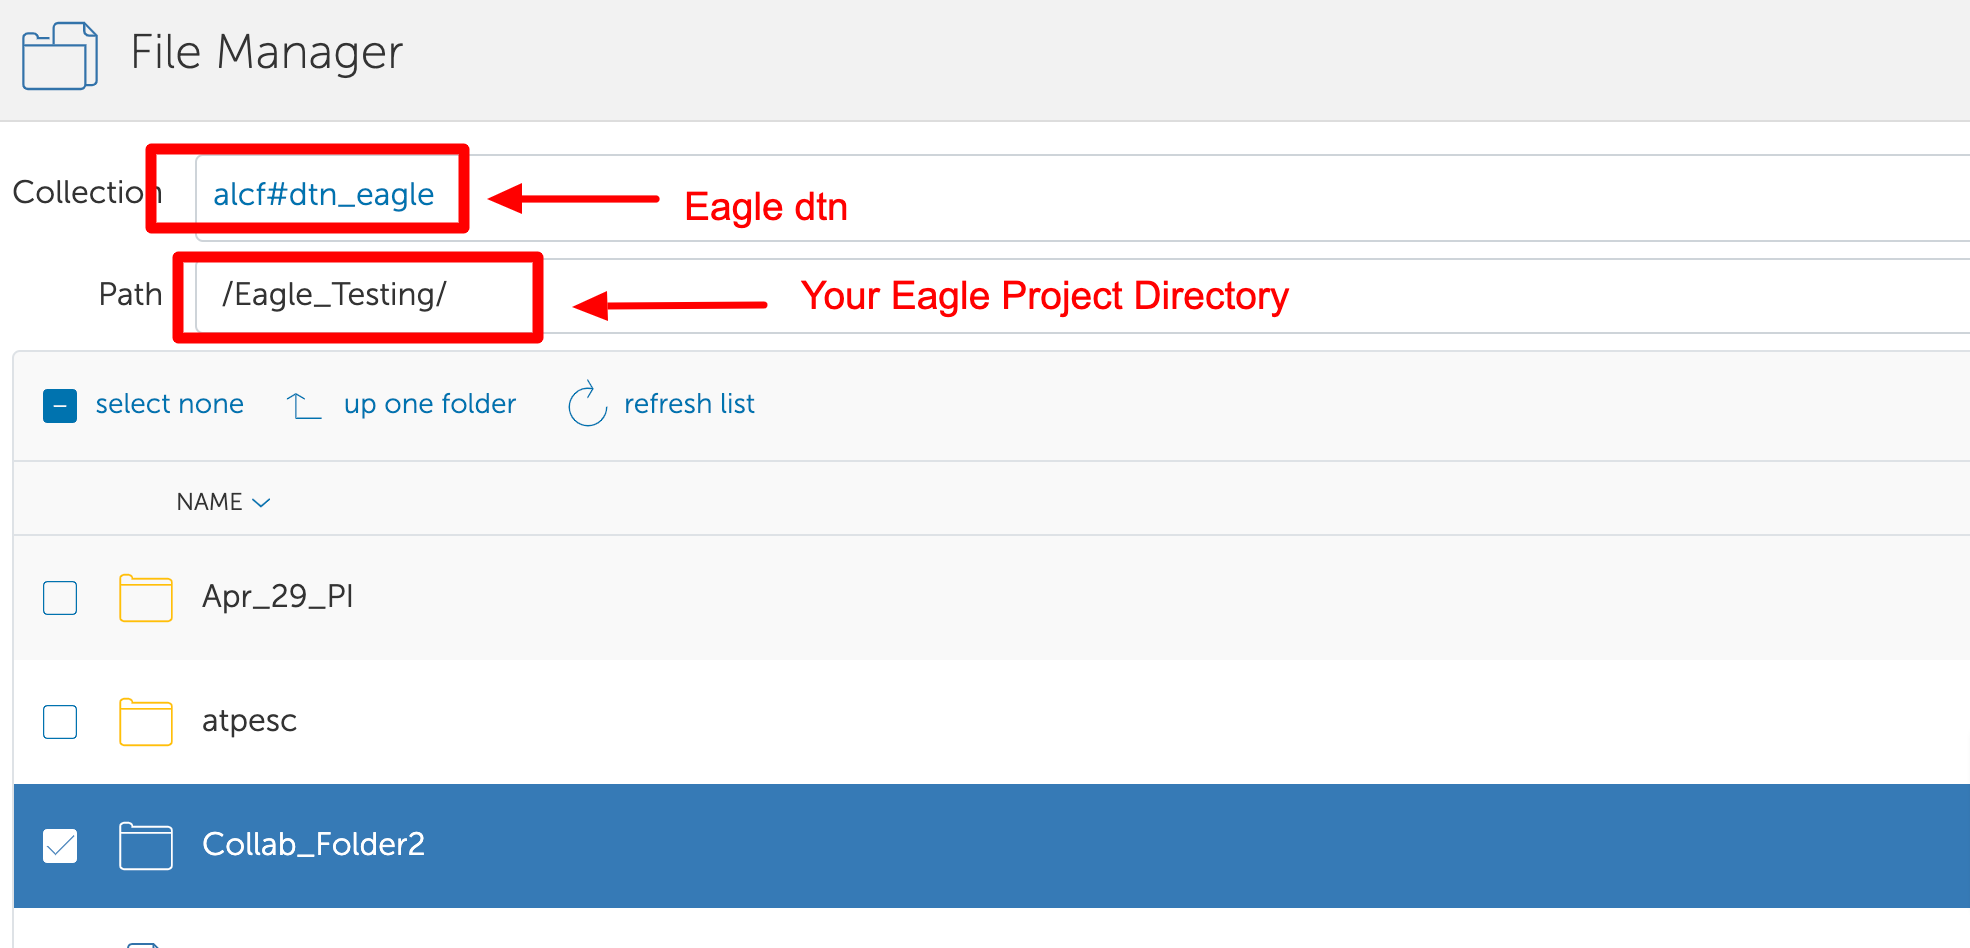 File Manager
Collection alcf#dtn_eagle Eagle dtn
Path /Eagle_Testing/ Your Eagle Project Directory
select none up one folder refresh list
NAME
Apr_29_PI
atpesc
Collab_Folder2